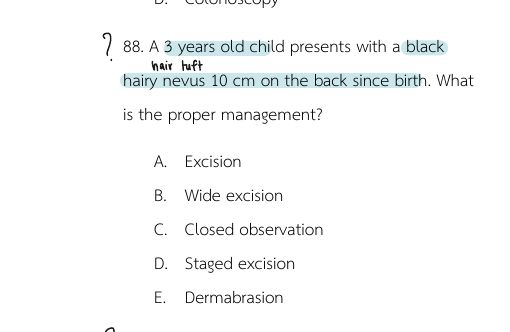 D. Colonoscopy
? 88. A 3 years old child presents with a black
hair tuft
hairy nevus 10 cm on the back since birth. What
is the proper management?
A. Excision
B. Wide excision
C. Closed observation
D. Staged excision
E. Dermabrasion